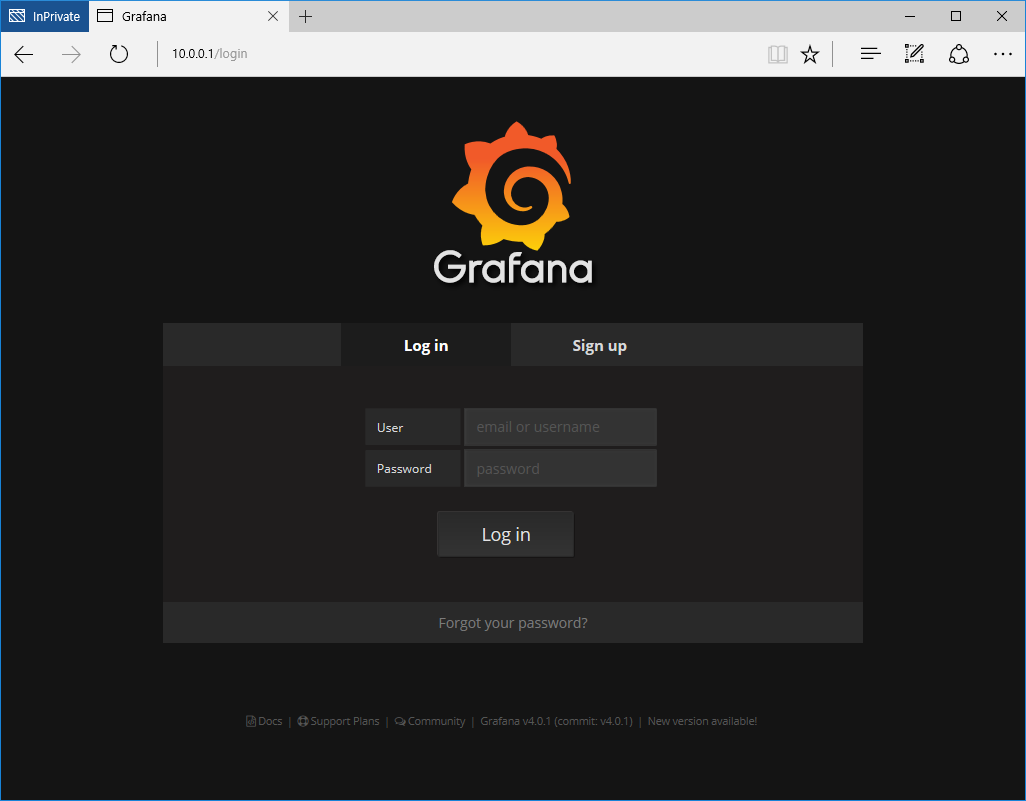 InPrivate Grafana
10.0.0.1/login
Grafana
Log in Sign up
User email or username
Password password
Log in
Forgot your password?
Docs | Support Plans | Community | Grafana v4.0.1 (commit: v4.0.1) | New version available!